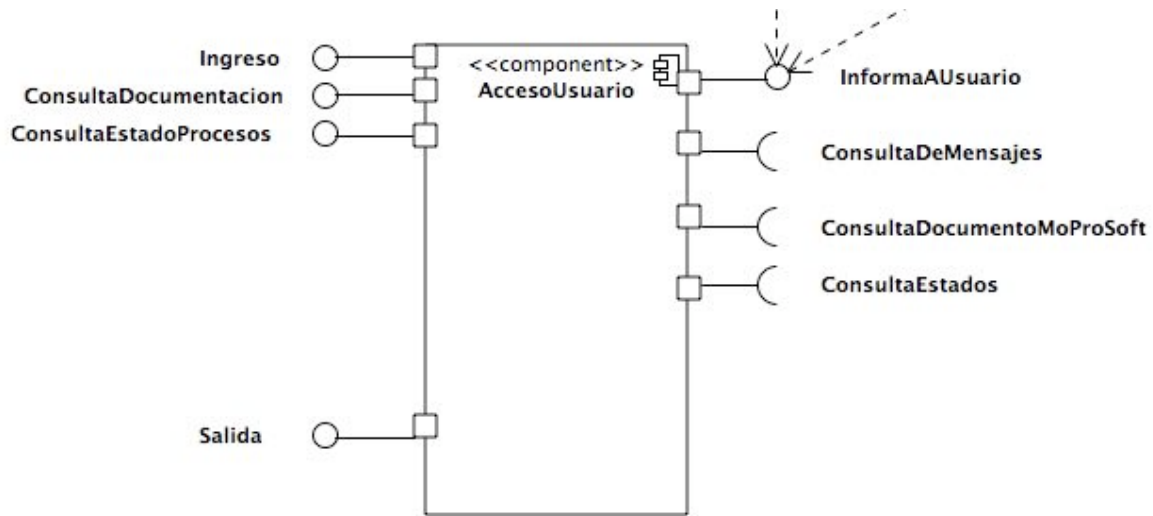 Ingreso
ConsultaDocumentacion
ConsultaEstadoProcesos
Salida
<<component>>
AccesoUsuario
InformaAUsuario
ConsultaDeMensajes
ConsultaDocumentoMoProSoft
ConsultaEstados